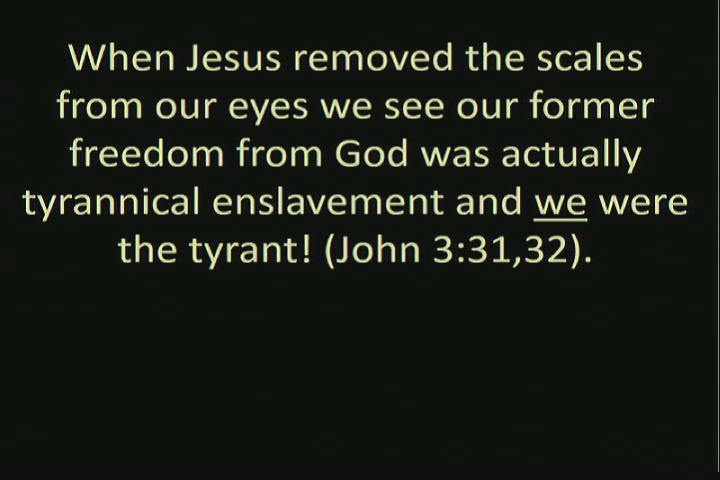 When Jesus removed the scales
from our eyes we see our former
freedom from God was actually
tyrannical enslavement and we were
the tyrant! (John 3:31,32).